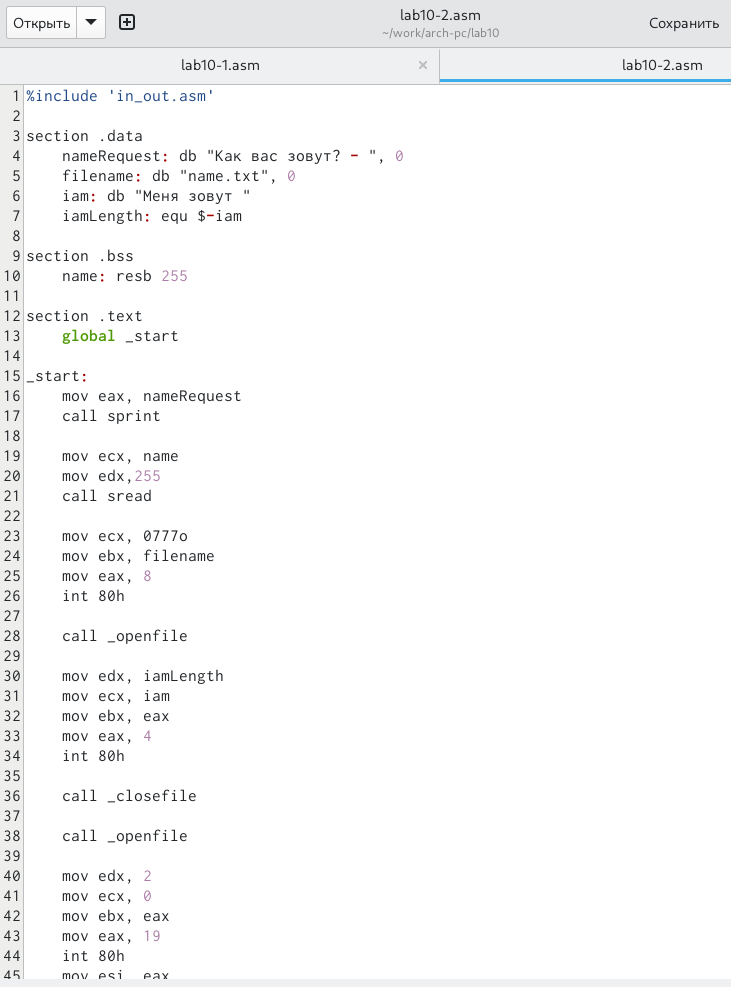 Открыть
lab10-2.asm
~/work/arch-pc/lab10
Сохранить
lab10-1.asm ×
lab10-2.asm
1 %include 'in_out.asm'
2
3 section .data
4 nameRequest: db "Как вас зовут? - ", 0
5 filename: db "name.txt", 0
6 iam: db "Меня зовут "
7 iamLength: equ $-iam
8
9 section .bss
10 name: resb 255
11
12 section .text
13 global _start
14
15 _start:
16 mov eax, nameRequest
17 call sprint
18
19 mov ecx, name
20 mov edx,255
21 call sread
22
23 mov ecx, 0777o
24 mov ebx, filename
25 mov eax, 8
26 int 80h
27
28 call _openfile
29
30 mov edx, iamLength
31 mov ecx, iam
32 mov ebx, eax
33 mov eax, 4
34 int 80h
35
36 call _closefile
37
38 call _openfile
39
40 mov edx, 2
41 mov ecx, 0
42 mov ebx, eax
43 mov eax, 19
44 int 80h
45 mov esi, eax